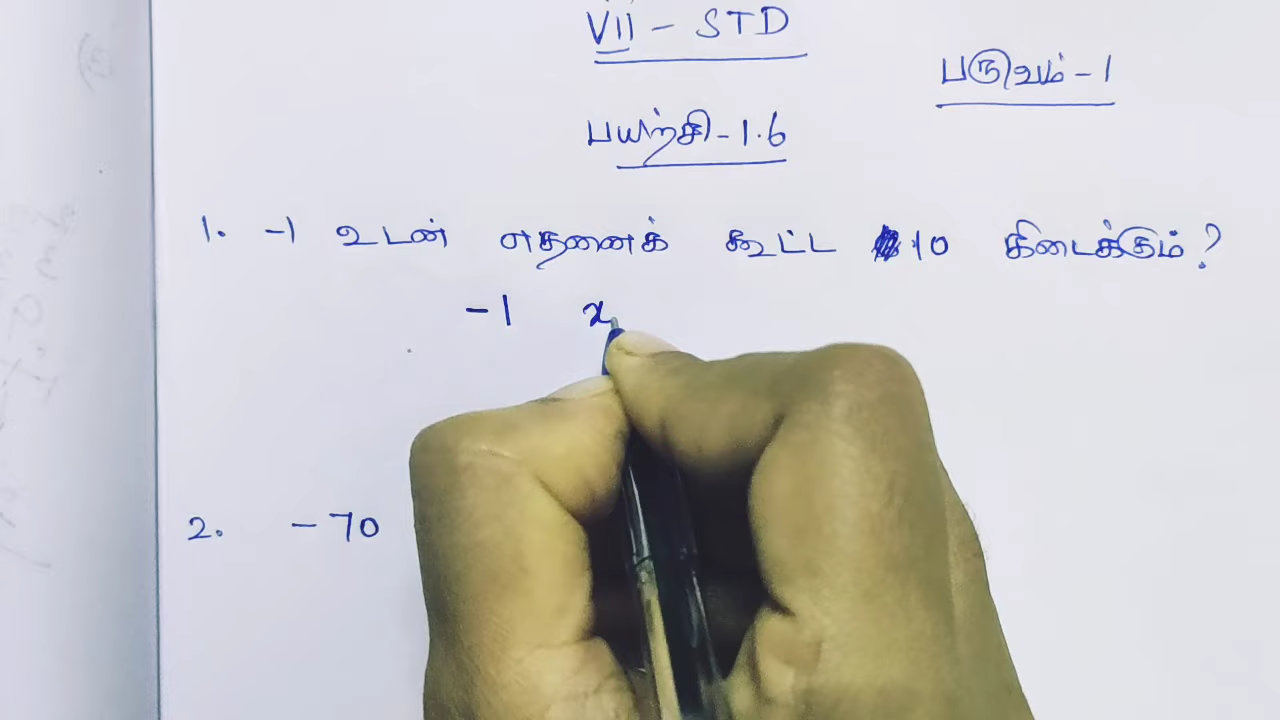 VII - STD
பருவம் - 1
பயிற்சி - 1.6
1. -1 உடன் எதனைக் கூட்ட 10 கிடைக்கும்?
-1 x
2. - 70